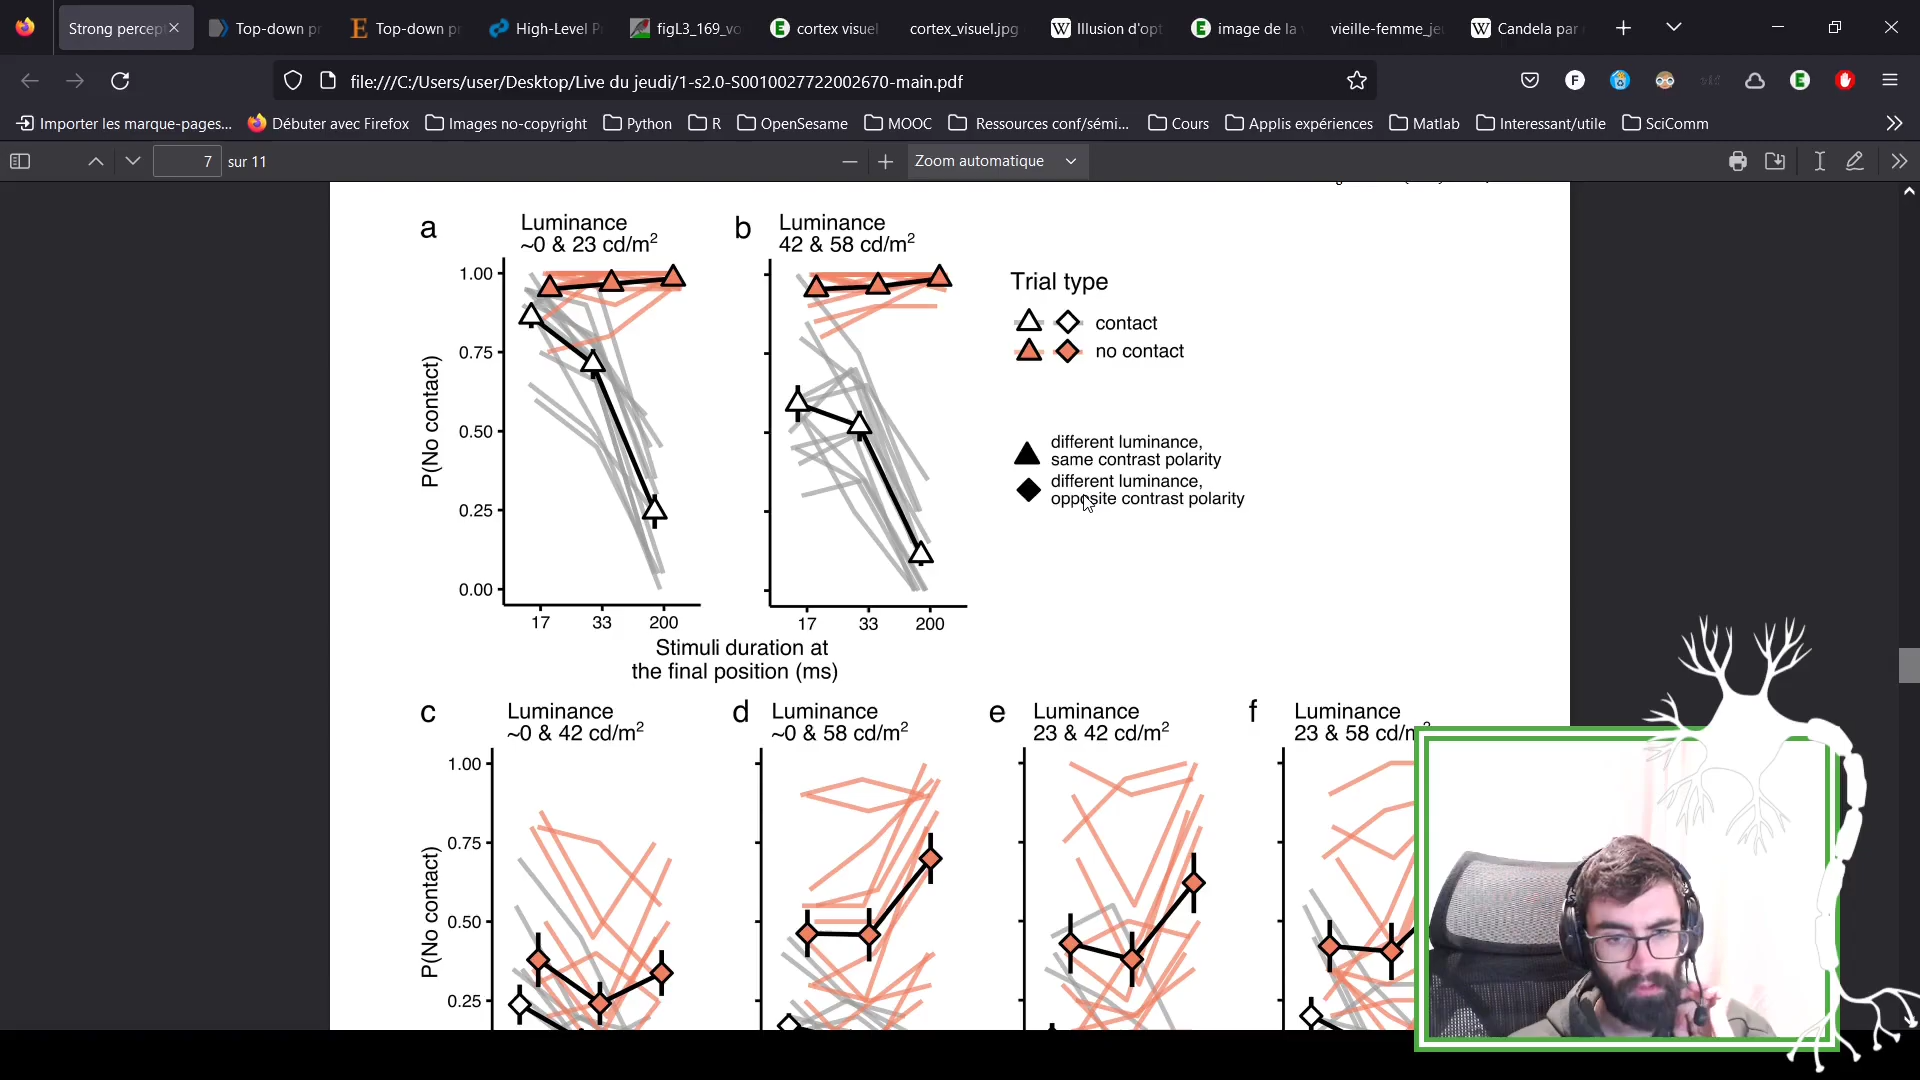 Strong percep
Top-down pr
Top-down pr
High-Level P
figL3_169_vo
cortex visuel
cortex_visuel.jpg
Illusion d'opt
image de la v
vieille-femme_je
Candela par
file:///C:/Users/user/Desktop/Live du jeudi/1-s2.0-S0010027722002670-main.pdf
Importer les marque-pages...
Débuter avec Firefox
Images no-copyright
Python
R
OpenSesame
MOOC
Ressources conf/sémi...
Cours
Applis expériences
Matlab
Interessant/utile
SciComm
7 sur 11
Zoom automatique
a
Luminance
~0 & 23 cd/m²
b
Luminance
42 & 58 cd/m²
1.00
0.75
0.50
0.25
0.00
P(No contact)
17 33 200
17 33 200
Stimuli duration at
the final position (ms)
Trial type
contact
no contact
different luminance,
same contrast polarity
different luminance,
opposite contrast polarity
c
Luminance
~0 & 42 cd/m²
d
Luminance
~0 & 58 cd/m²
e
Luminance
23 & 42 cd/m²
f
Luminance
23 & 58 cd/m²
1.00
0.75
0.50
0.25
P(No contact)